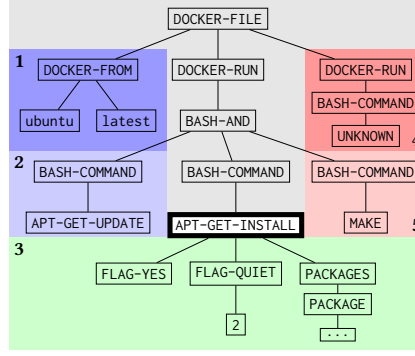 DOCKER-FILE
1
DOCKER-FROM DOCKER-RUN DOCKER-RUN
BASH-COMMAND
ubuntu latest BASH-AND
UNKNOWN
4
2
BASH-COMMAND BASH-COMMAND BASH-COMMAND
APT-GET-UPDATE APT-GET-INSTALL MAKE 5
3
FLAG-YES FLAG-QUIET PACKAGES
PACKAGE
2 ...